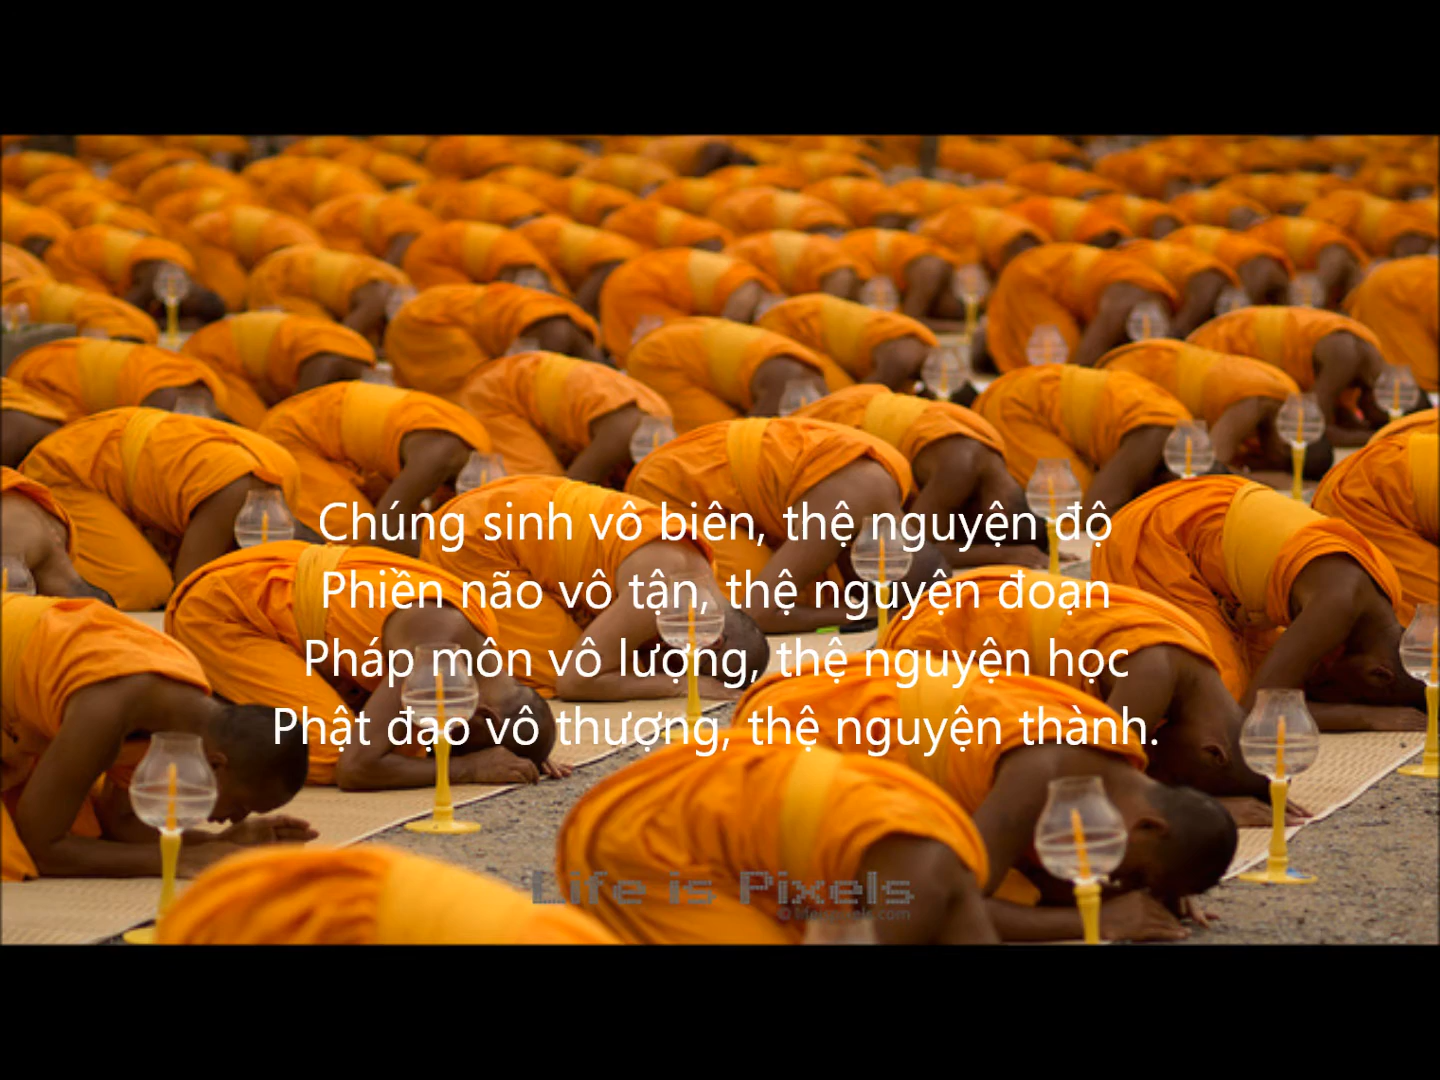 Chúng sinh vô biên, thệ nguyện độ
Phiền não vô tận, thệ nguyện đoạn
Pháp môn vô lượng, thệ nguyện học
Phật đạo vô thượng, thệ nguyện thành.
Life is Pixels